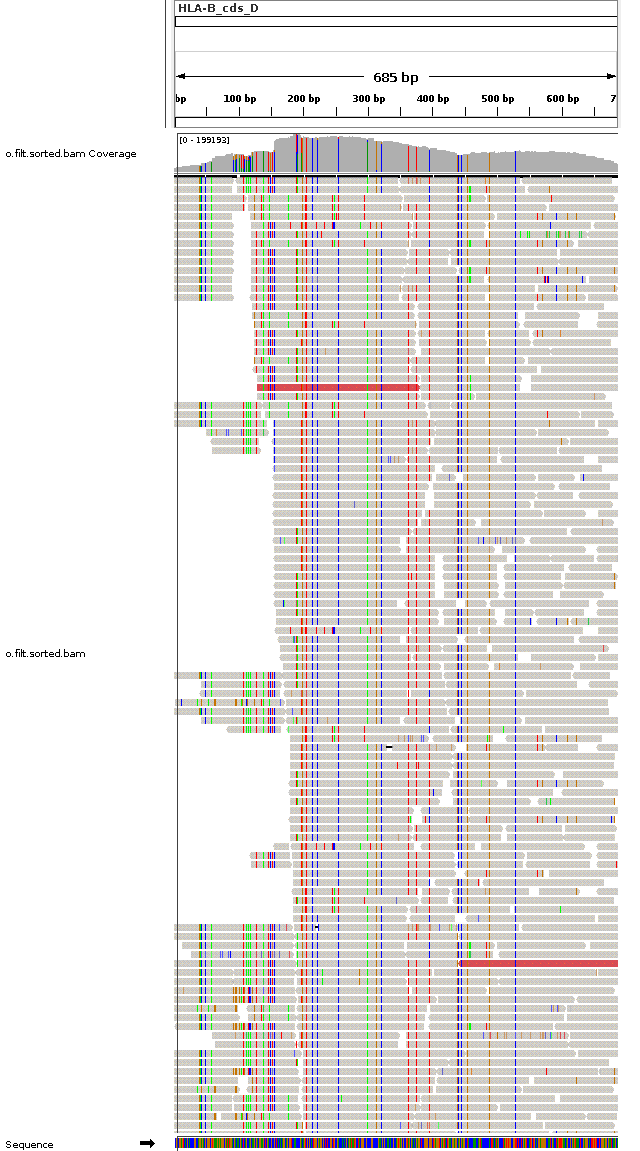 HLA-B_cds_D
685 bp
bp 100 bp 200 bp 300 bp 400 bp 500 bp 600 bp 7
[0 - 199193]
o.filt.sorted.bam Coverage
o.filt.sorted.bam
Sequence